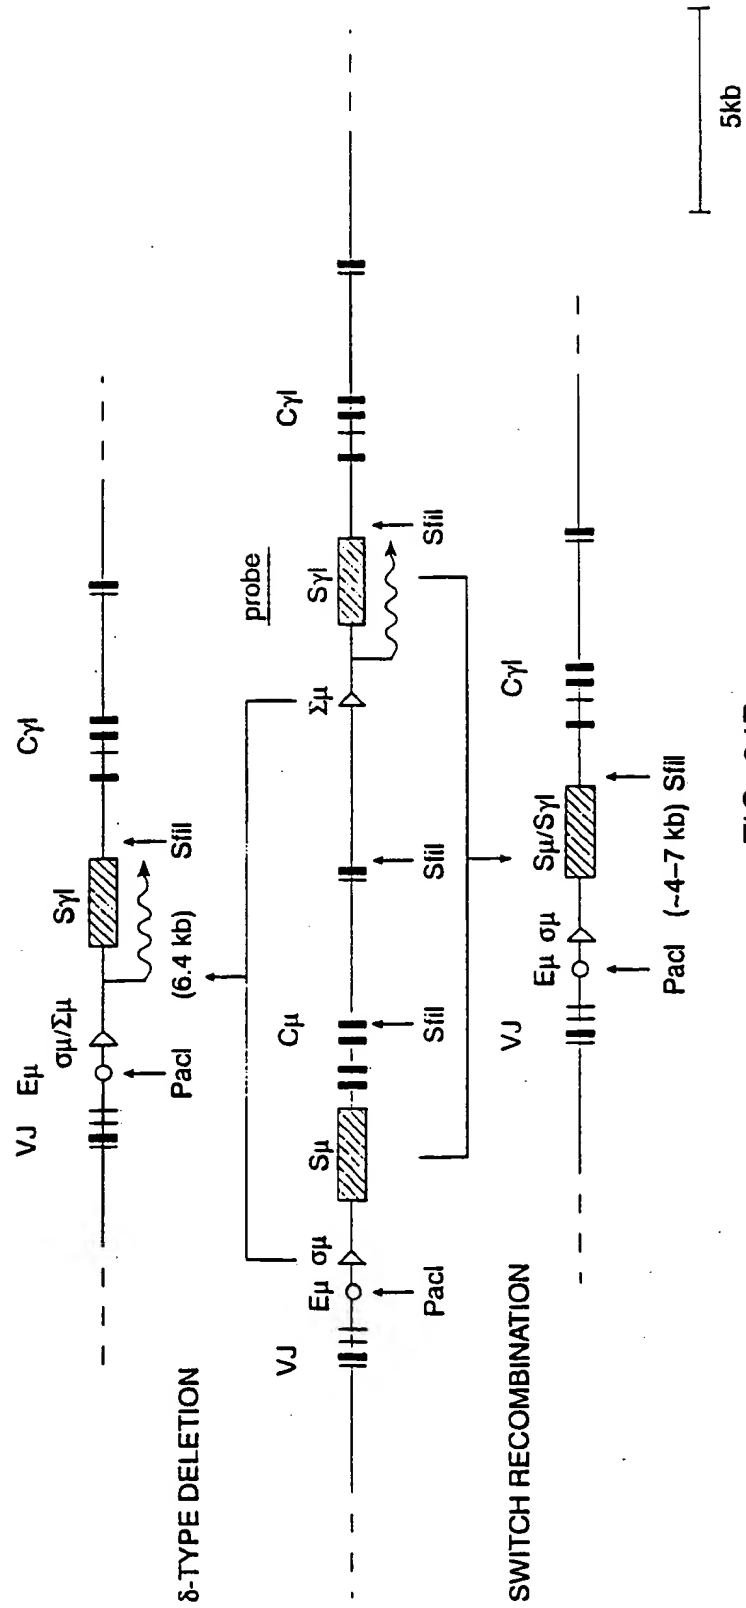 δ-TYPE DELETION
VJ Eμ Cγl
σμ/Σμ Sγl
PacI (6.4 kb) SfiI
probe
VJ Eμ σμ Sμ Cμ Σμ Sγl Cγl
PacI SfiI SfiI SfiI
SWITCH RECOMBINATION
VJ Eμ σμ Sμ/Sγl Cγl
PacI (~4–7 kb) SfiI
5kb